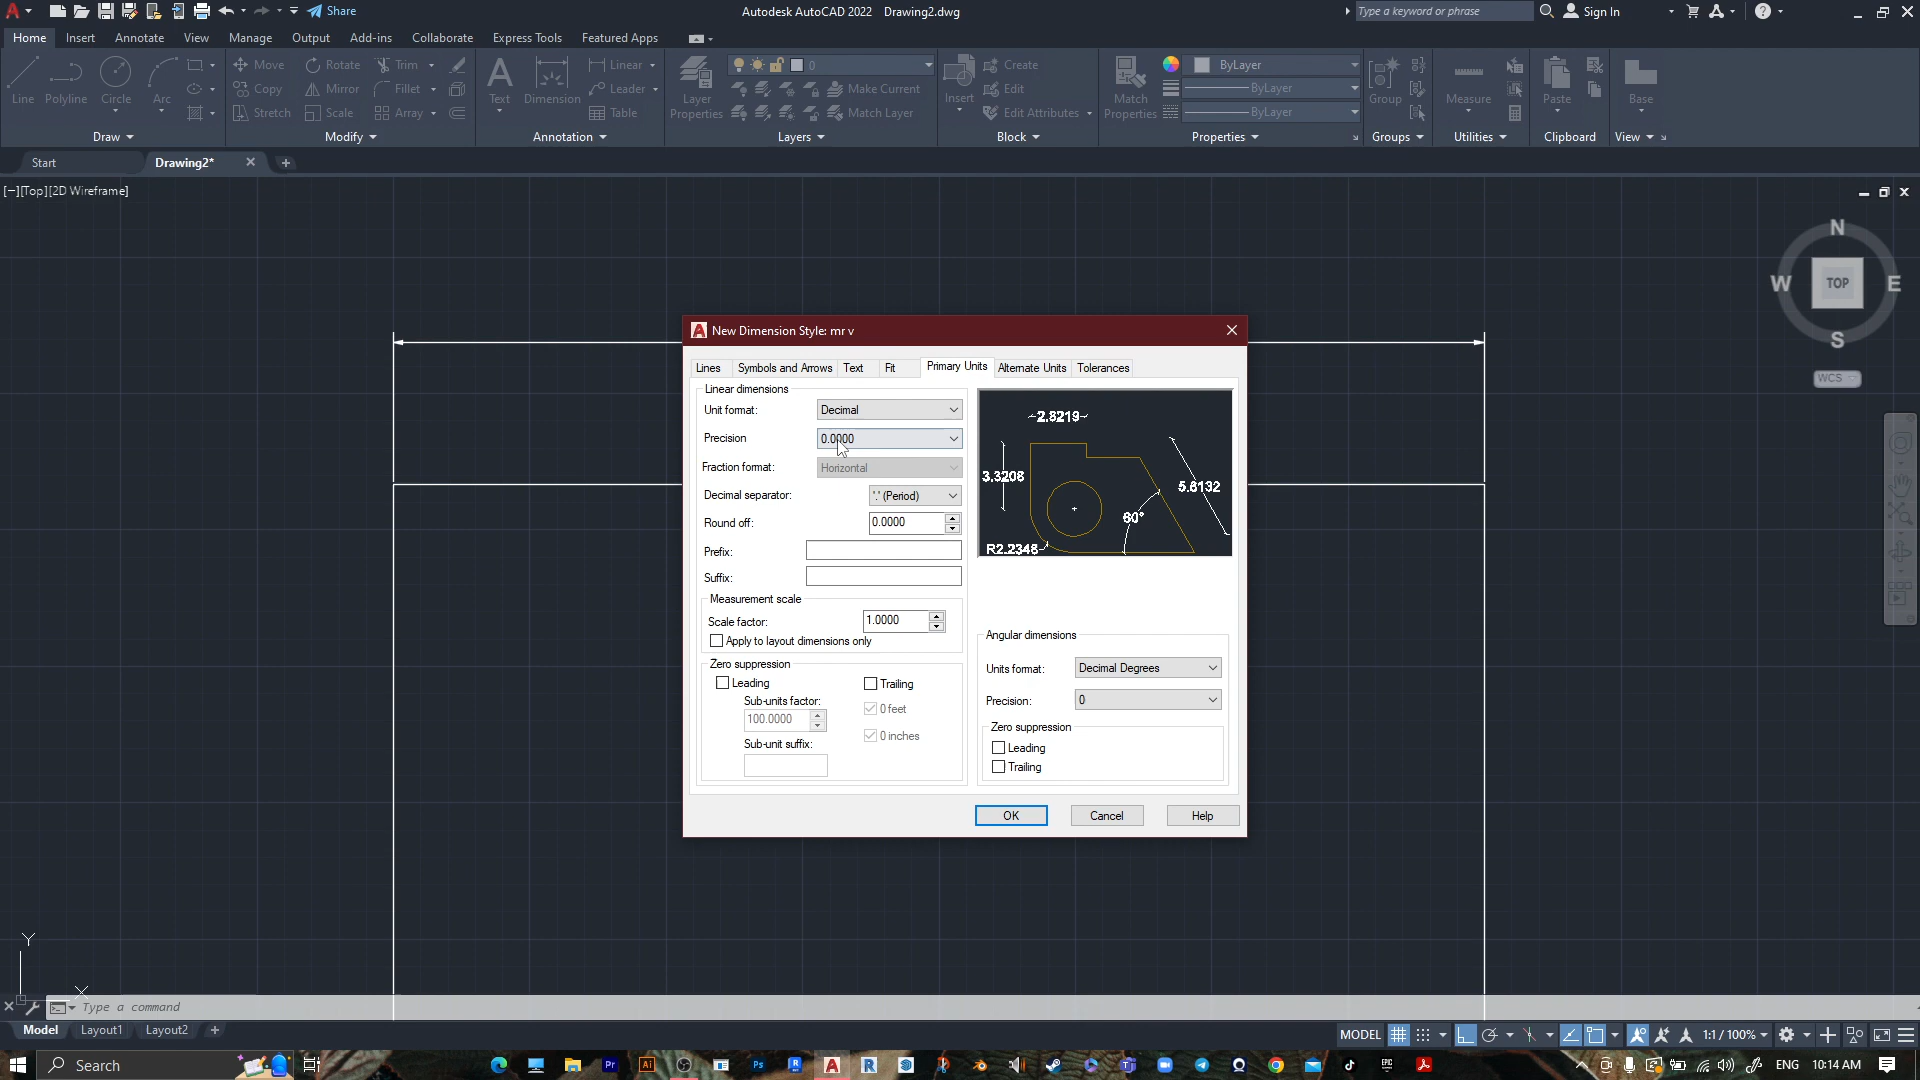 Share
Autodesk AutoCAD 2022 Drawing2.dwg
Type a keyword or phrase
Sign In
Home Insert Annotate View Manage Output Add-ins Collaborate Express Tools Featured Apps
Line Polyline Circle Arc
Move Rotate Trim
Copy Mirror Fillet
Stretch Scale Array
Text Dimension
Linear
Leader
Table
Layer Properties
0
Make Current
Match Layer
Insert
Create
Edit
Edit Attributes
Match Properties
ByLayer
ByLayer
ByLayer
Group
Measure
Paste
Base
Draw Modify Annotation Layers Block Properties Groups Utilities Clipboard View
Start Drawing2*
[−][Top][2D Wireframe]
N
W TOP E
S
WCS
New Dimension Style: mr v
Lines Symbols and Arrows Text Fit Primary Units Alternate Units Tolerances
Linear dimensions
Unit format: Decimal
Precision 0.0000
Fraction format: Horizontal
Decimal separator: '.' (Period)
Round off: 0.0000
Prefix:
Suffix:
Measurement scale
Scale factor: 1.0000
Apply to layout dimensions only
Zero suppression
Leading Trailing
Sub-units factor: 0 feet
100.0000
0 inches
Sub-unit suffix:
2.8219
3.3208
5.6132
60°
R2.2346
Angular dimensions
Units format: Decimal Degrees
Precision: 0
Zero suppression
Leading
Trailing
OK Cancel Help
Y
X
Type a command
Model Layout1 Layout2
MODEL 1:1 / 100%
Search
ENG 10:14 AM